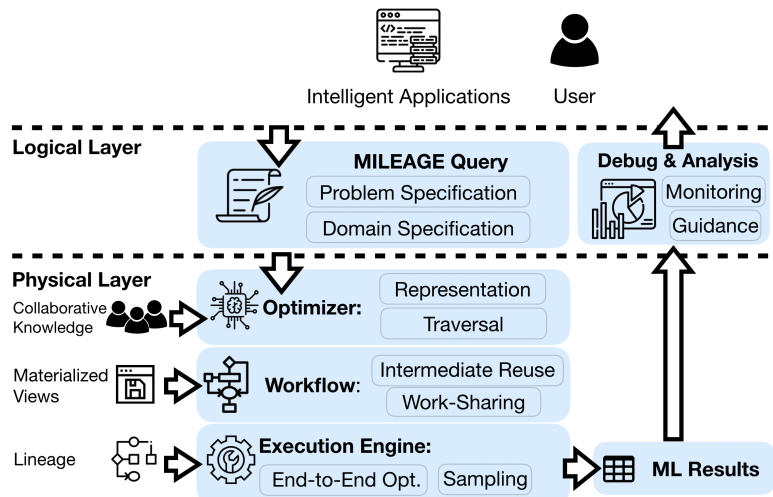 Intelligent Applications
User
Logical Layer
MILEAGE Query
Problem Specification
Domain Specification
Debug & Analysis
Monitoring
Guidance
Physical Layer
Collaborative
Knowledge
Optimizer:
Representation
Traversal
Materialized
Views
Workflow:
Intermediate Reuse
Work-Sharing
Lineage
Execution Engine:
End-to-End Opt.
Sampling
ML Results